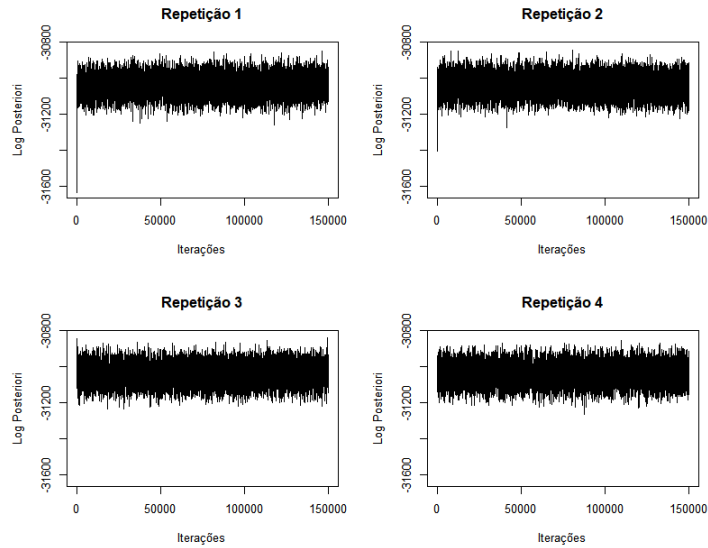 Repetição 1
Log Posteriori
-31600
-31200
-30800
0
50000
100000
150000
Iterações
Repetição 2
Log Posteriori
-31600
-31200
-30800
0
50000
100000
150000
Iterações
Repetição 3
Log Posteriori
-31600
-31200
-30800
0
50000
100000
150000
Iterações
Repetição 4
Log Posteriori
-31600
-31200
-30800
0
50000
100000
150000
Iterações